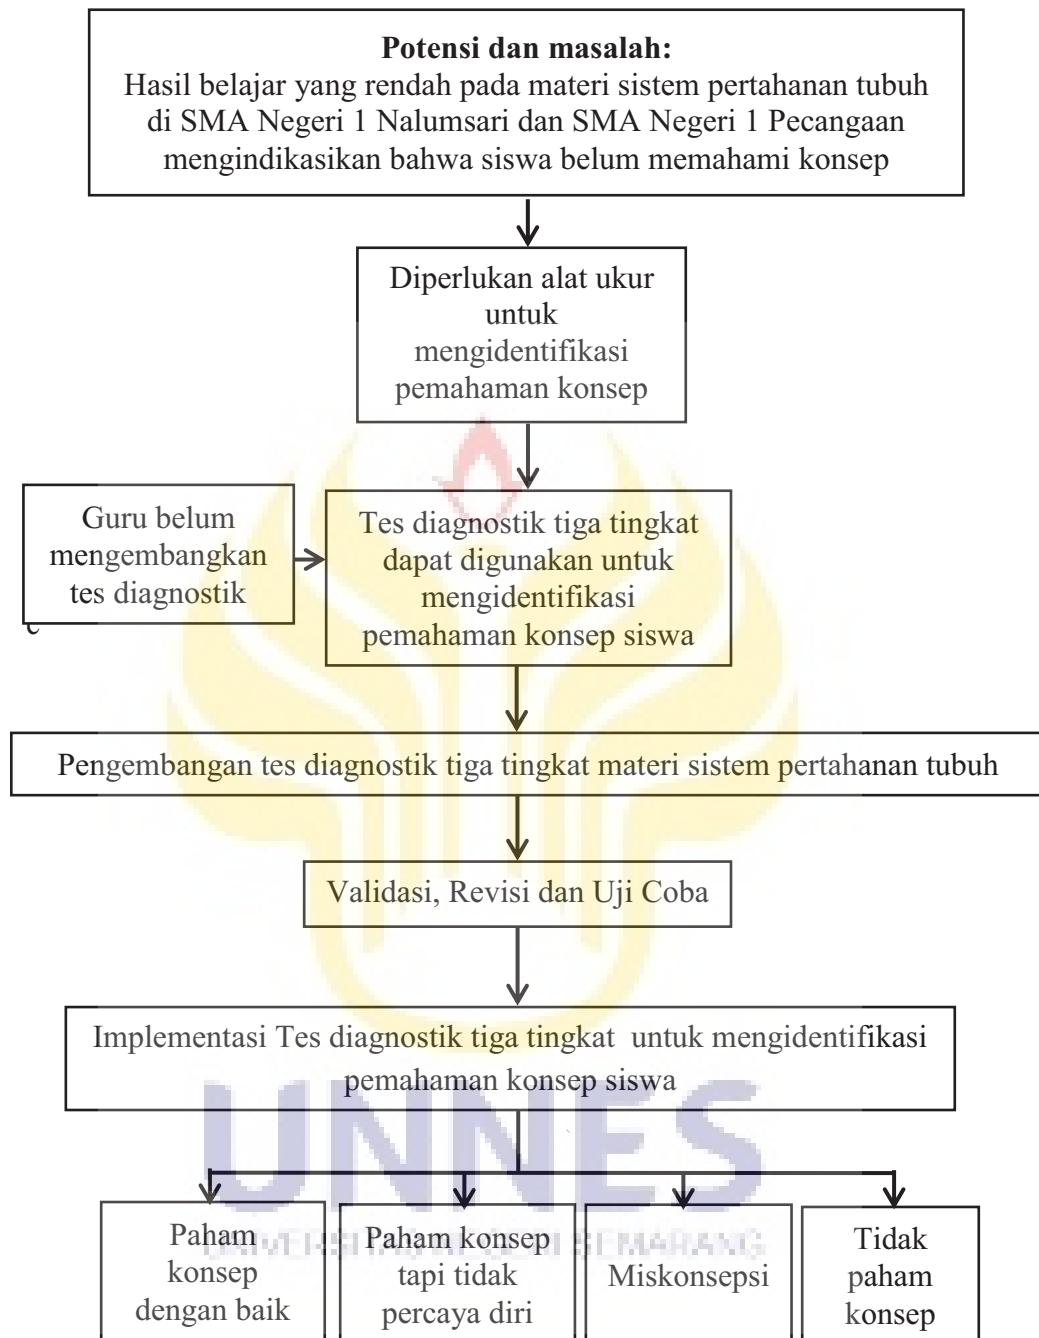 Potensi dan masalah:
Hasil belajar yang rendah pada materi sistem pertahanan tubuh
di SMA Negeri 1 Nalumsari dan SMA Negeri 1 Pecangaan
mengindikasikan bahwa siswa belum memahami konsep
Diperlukan alat ukur
untuk
mengidentifikasi
pemahaman konsep
Guru belum
mengembangkan
tes diagnostik
Tes diagnostik tiga tingkat
dapat digunakan untuk
mengidentifikasi
pemahaman konsep siswa
Pengembangan tes diagnostik tiga tingkat materi sistem pertahanan tubuh
Validasi, Revisi dan Uji Coba
Implementasi Tes diagnostik tiga tingkat untuk mengidentifikasi
pemahaman konsep siswa
UNNES
UNIVERSITAS NEGERI SEMARANG
Paham
konsep
dengan baik
Paham konsep
tapi tidak
percaya diri
Miskonsepsi
Tidak
paham
konsep